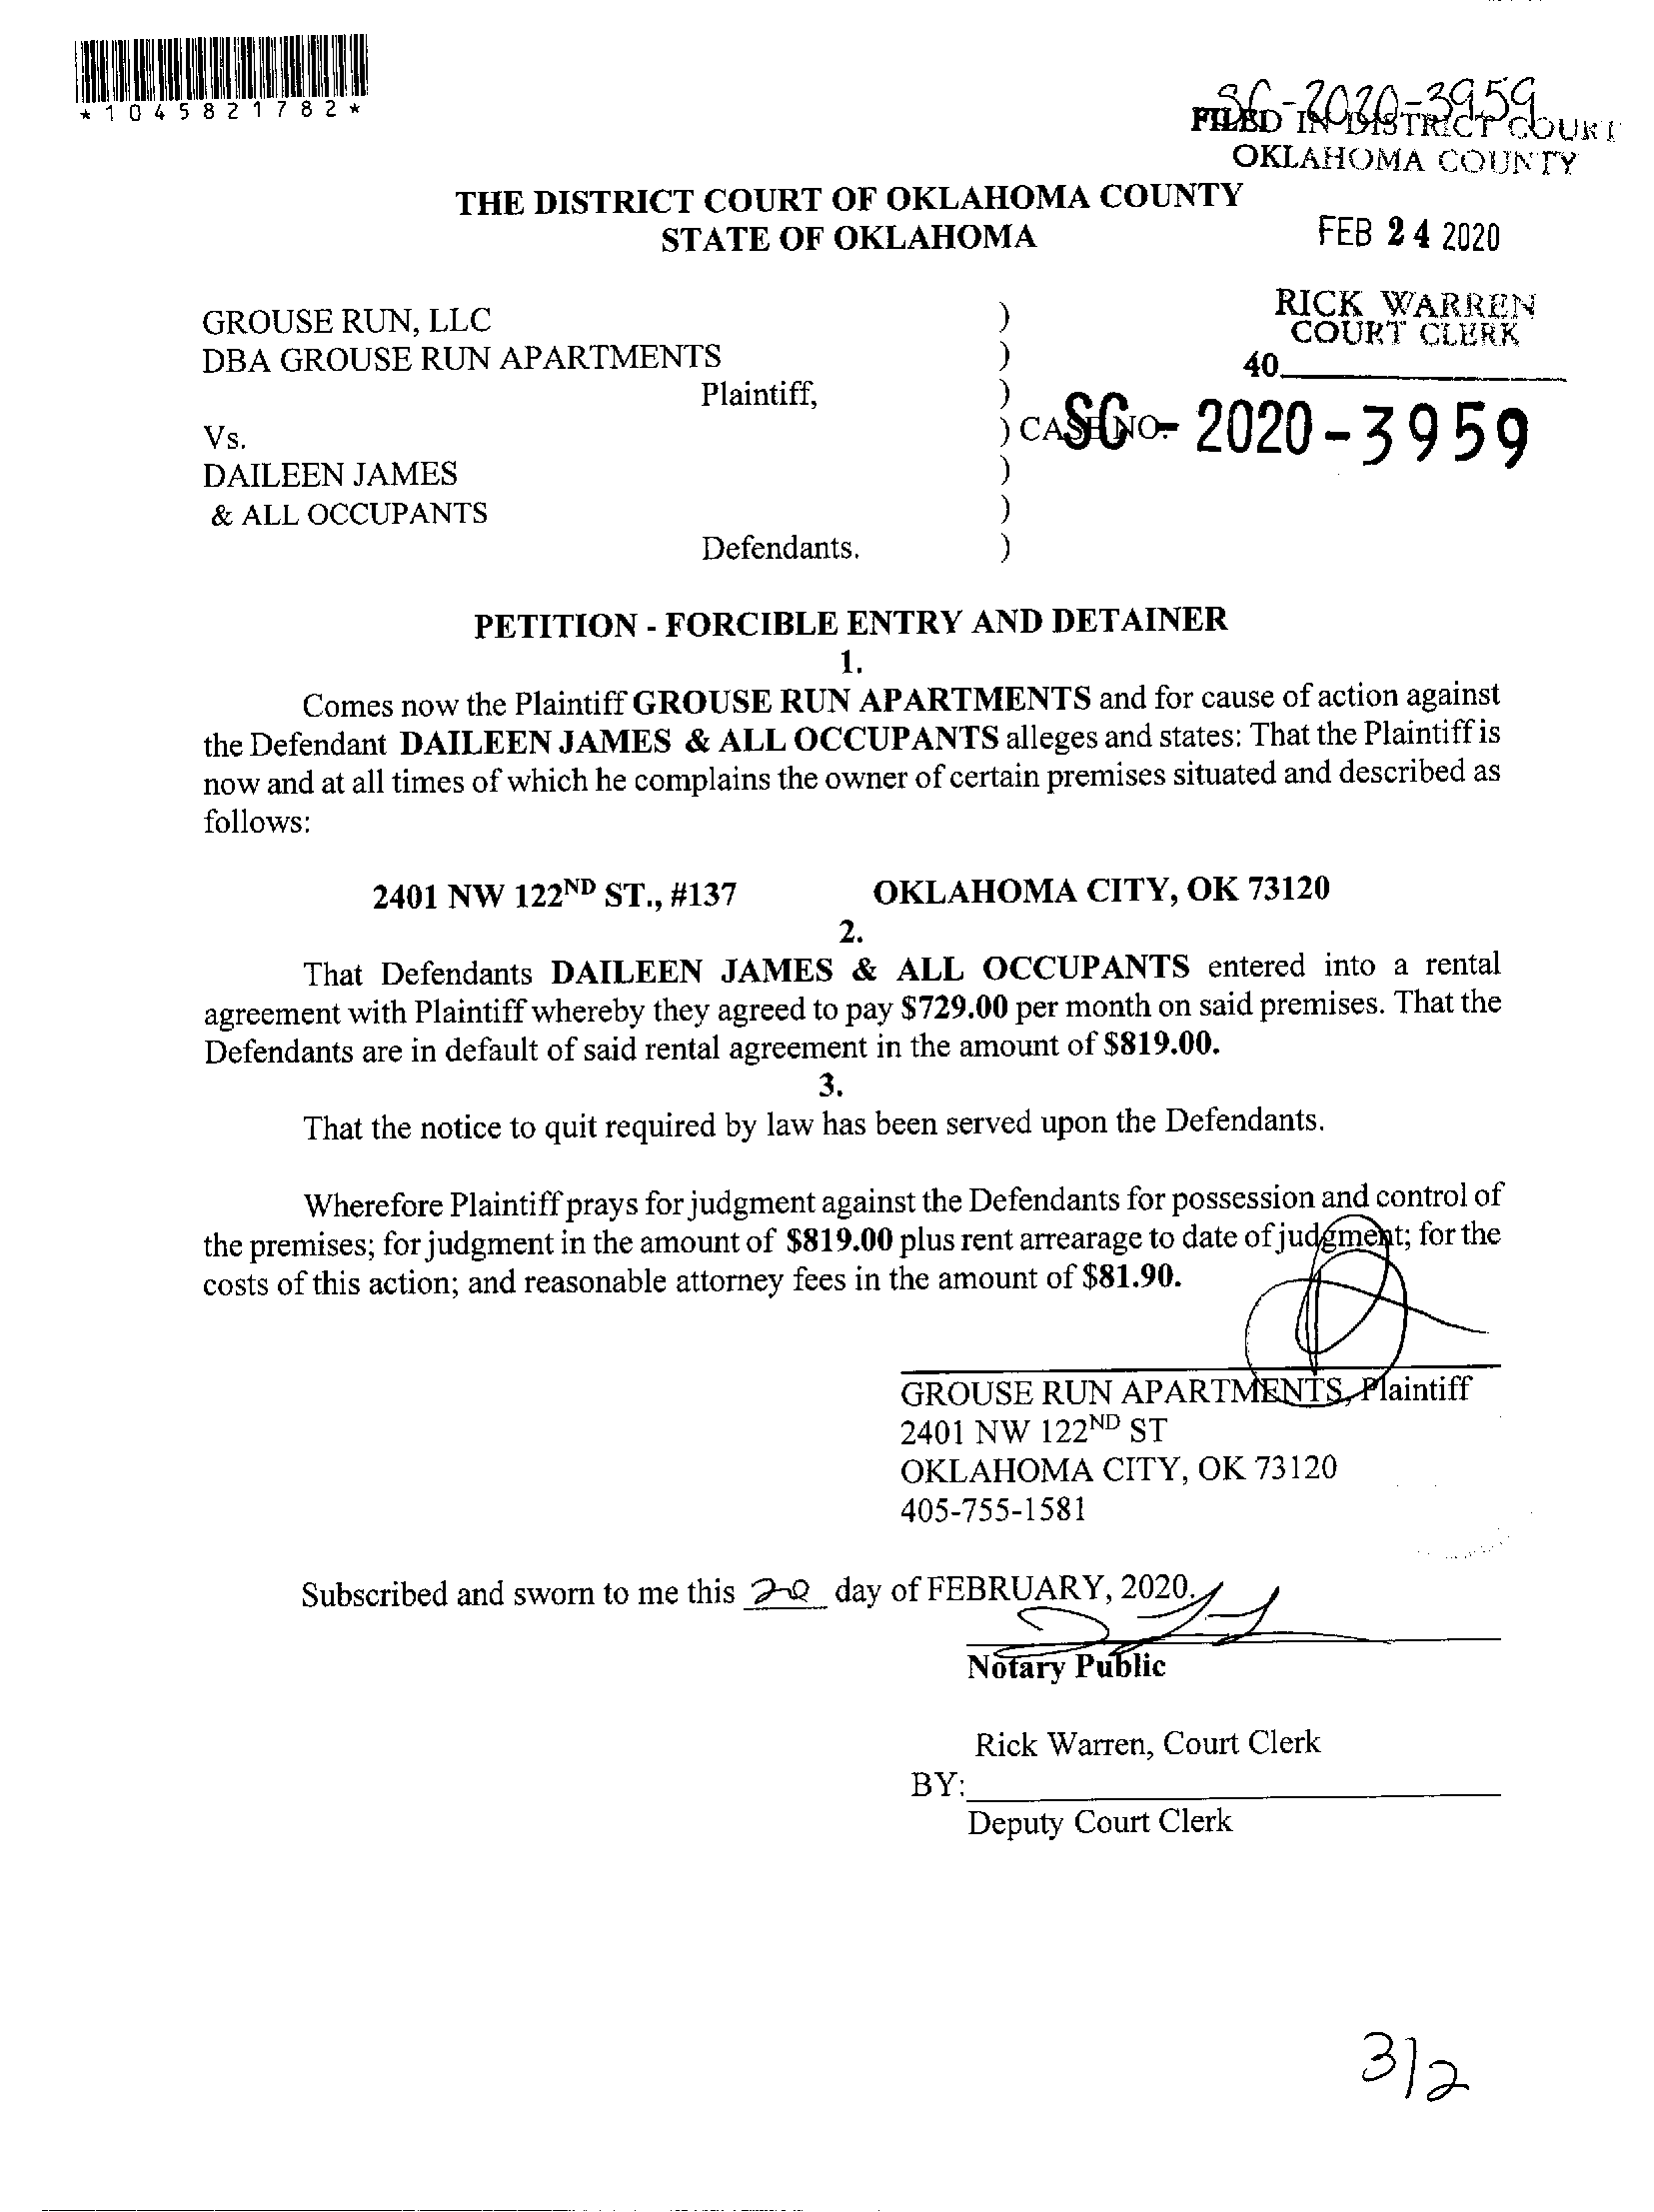 *1045821782*
SC-2020-3959
FILED IN DISTRICT COURT
OKLAHOMA COUNTY
THE DISTRICT COURT OF OKLAHOMA COUNTY
STATE OF OKLAHOMA
FEB 24 2020
RICK WARREN
COURT CLERK
40
GROUSE RUN, LLC )
DBA GROUSE RUN APARTMENTS )
Plaintiff, )
Vs. ) CASE NO. SC-2020-3959
DAILEEN JAMES )
& ALL OCCUPANTS )
Defendants. )
PETITION - FORCIBLE ENTRY AND DETAINER
1.
Comes now the Plaintiff GROUSE RUN APARTMENTS and for cause of action against
the Defendant DAILEEN JAMES & ALL OCCUPANTS alleges and states: That the Plaintiff is
now and at all times of which he complains the owner of certain premises situated and described as
follows:
2401 NW 122ND ST., #137 OKLAHOMA CITY, OK 73120
2.
That Defendants DAILEEN JAMES & ALL OCCUPANTS entered into a rental
agreement with Plaintiff whereby they agreed to pay $729.00 per month on said premises. That the
Defendants are in default of said rental agreement in the amount of $819.00.
3.
That the notice to quit required by law has been served upon the Defendants.
Wherefore Plaintiff prays for judgment against the Defendants for possession and control of
the premises; for judgment in the amount of $819.00 plus rent arrearage to date of judgment; for the
costs of this action; and reasonable attorney fees in the amount of $81.90.
GROUSE RUN APARTMENTS, Plaintiff
2401 NW 122ND ST
OKLAHOMA CITY, OK 73120
405-755-1581
Subscribed and sworn to me this 20 day of FEBRUARY, 2020.
Notary Public
Rick Warren, Court Clerk
BY:
Deputy Court Clerk
3/2